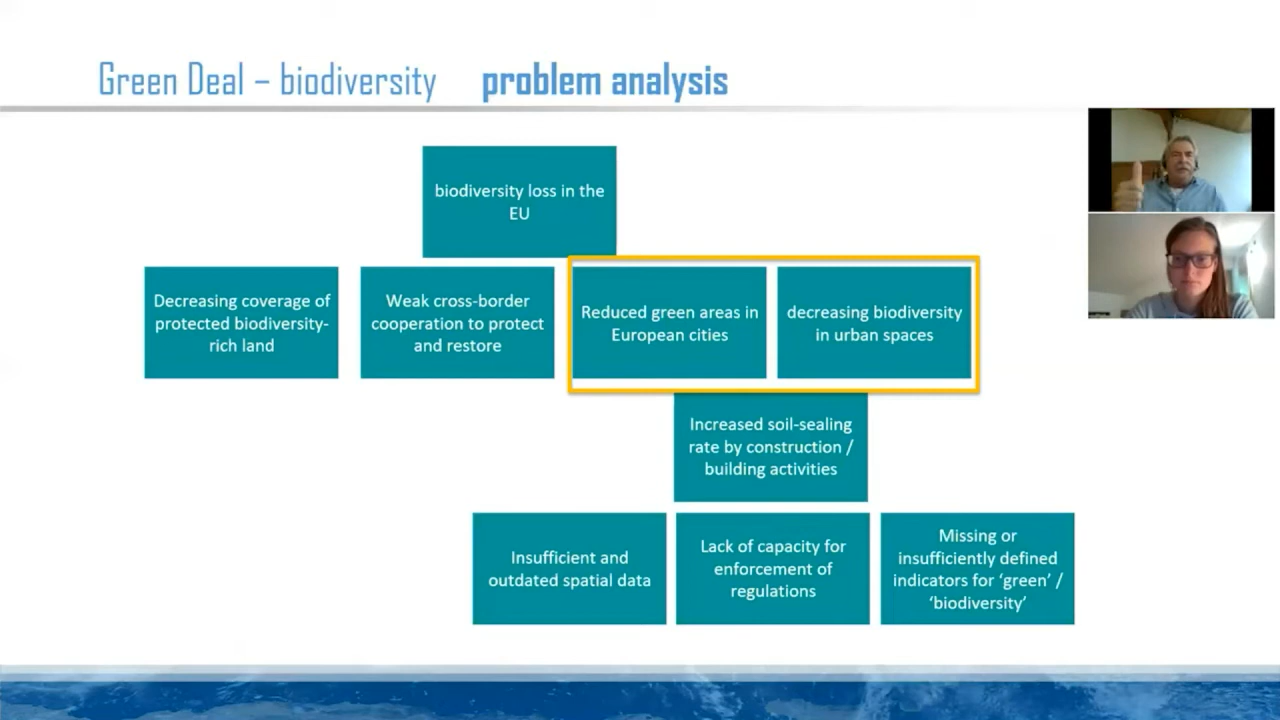 Green Deal – biodiversity problem analysis
biodiversity loss in the
EU
Decreasing coverage of
protected biodiversity-
rich land
Weak cross-border
cooperation to protect
and restore
Reduced green areas in
European cities
decreasing biodiversity
in urban spaces
Increased soil-sealing
rate by construction /
building activities
Insufficient and
outdated spatial data
Lack of capacity for
enforcement of
regulations
Missing or
insufficiently defined
indicators for ‘green’ /
‘biodiversity’